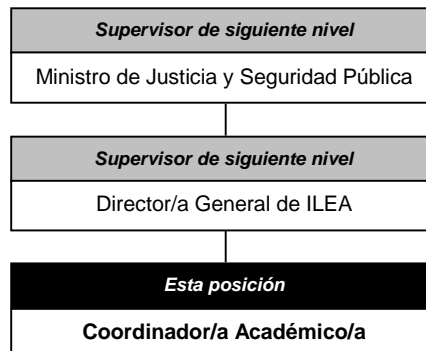 Supervisor de siguiente nivel
Ministro de Justicia y Seguridad Pública
Supervisor de siguiente nivel
Director/a General de ILEA
Esta posición
Coordinador/a Académico/a